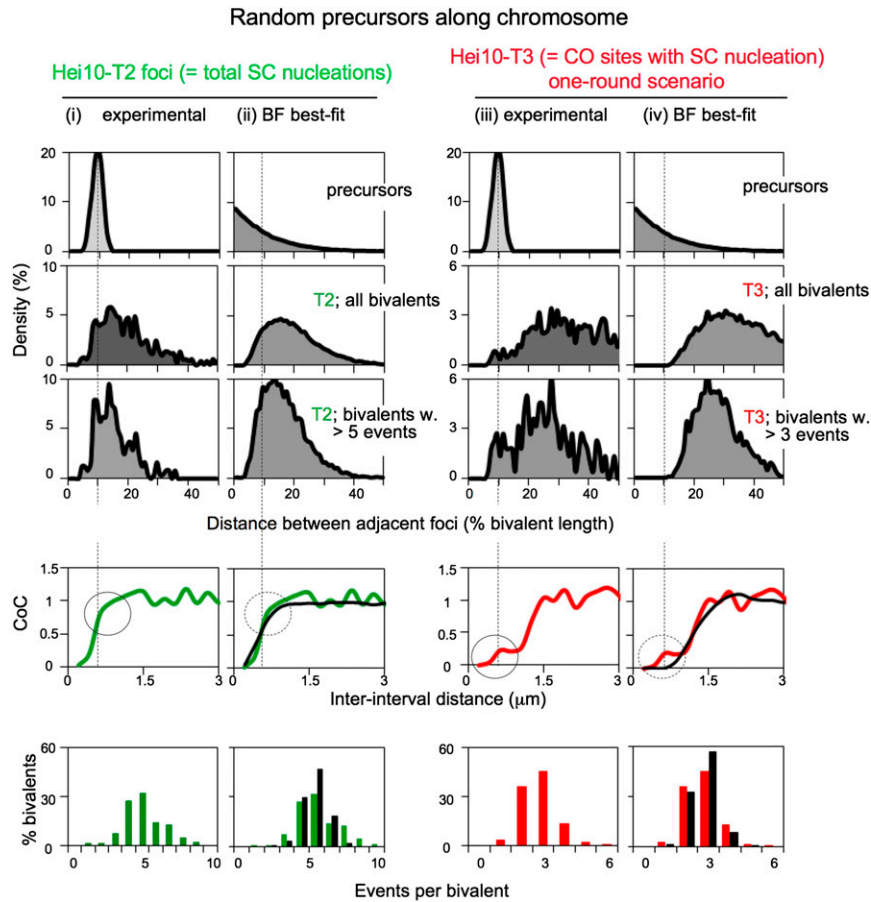 Random precursors along chromosome
Hei10-T2 foci (= total SC nucleations)
Hei10-T3 (= CO sites with SC nucleation)
one-round scenario
(i) experimental
(ii) BF best-fit
(iii) experimental
(iv) BF best-fit
20
10
0
precursors
20
10
0
precursors
Density (%)
10
5
0
T2; all bivalents
6
3
0
T3; all bivalents
10
5
0
T2; bivalents w.
> 5 events
6
3
0
T3; bivalents w.
> 3 events
0 20 40
0 20 40
0 20 40
0 20 40
Distance between adjacent foci (% bivalent length)
CoC
1.5
1
0.5
0
1.5
1
0.5
0
1.5 3
1.5 3
0 1.5 3
1.5 3
Inter-interval distance (μm)
% bivalents
60
30
0
60
30
0
0 5 10
0 5 10
0 3 6
0 3 6
Events per bivalent